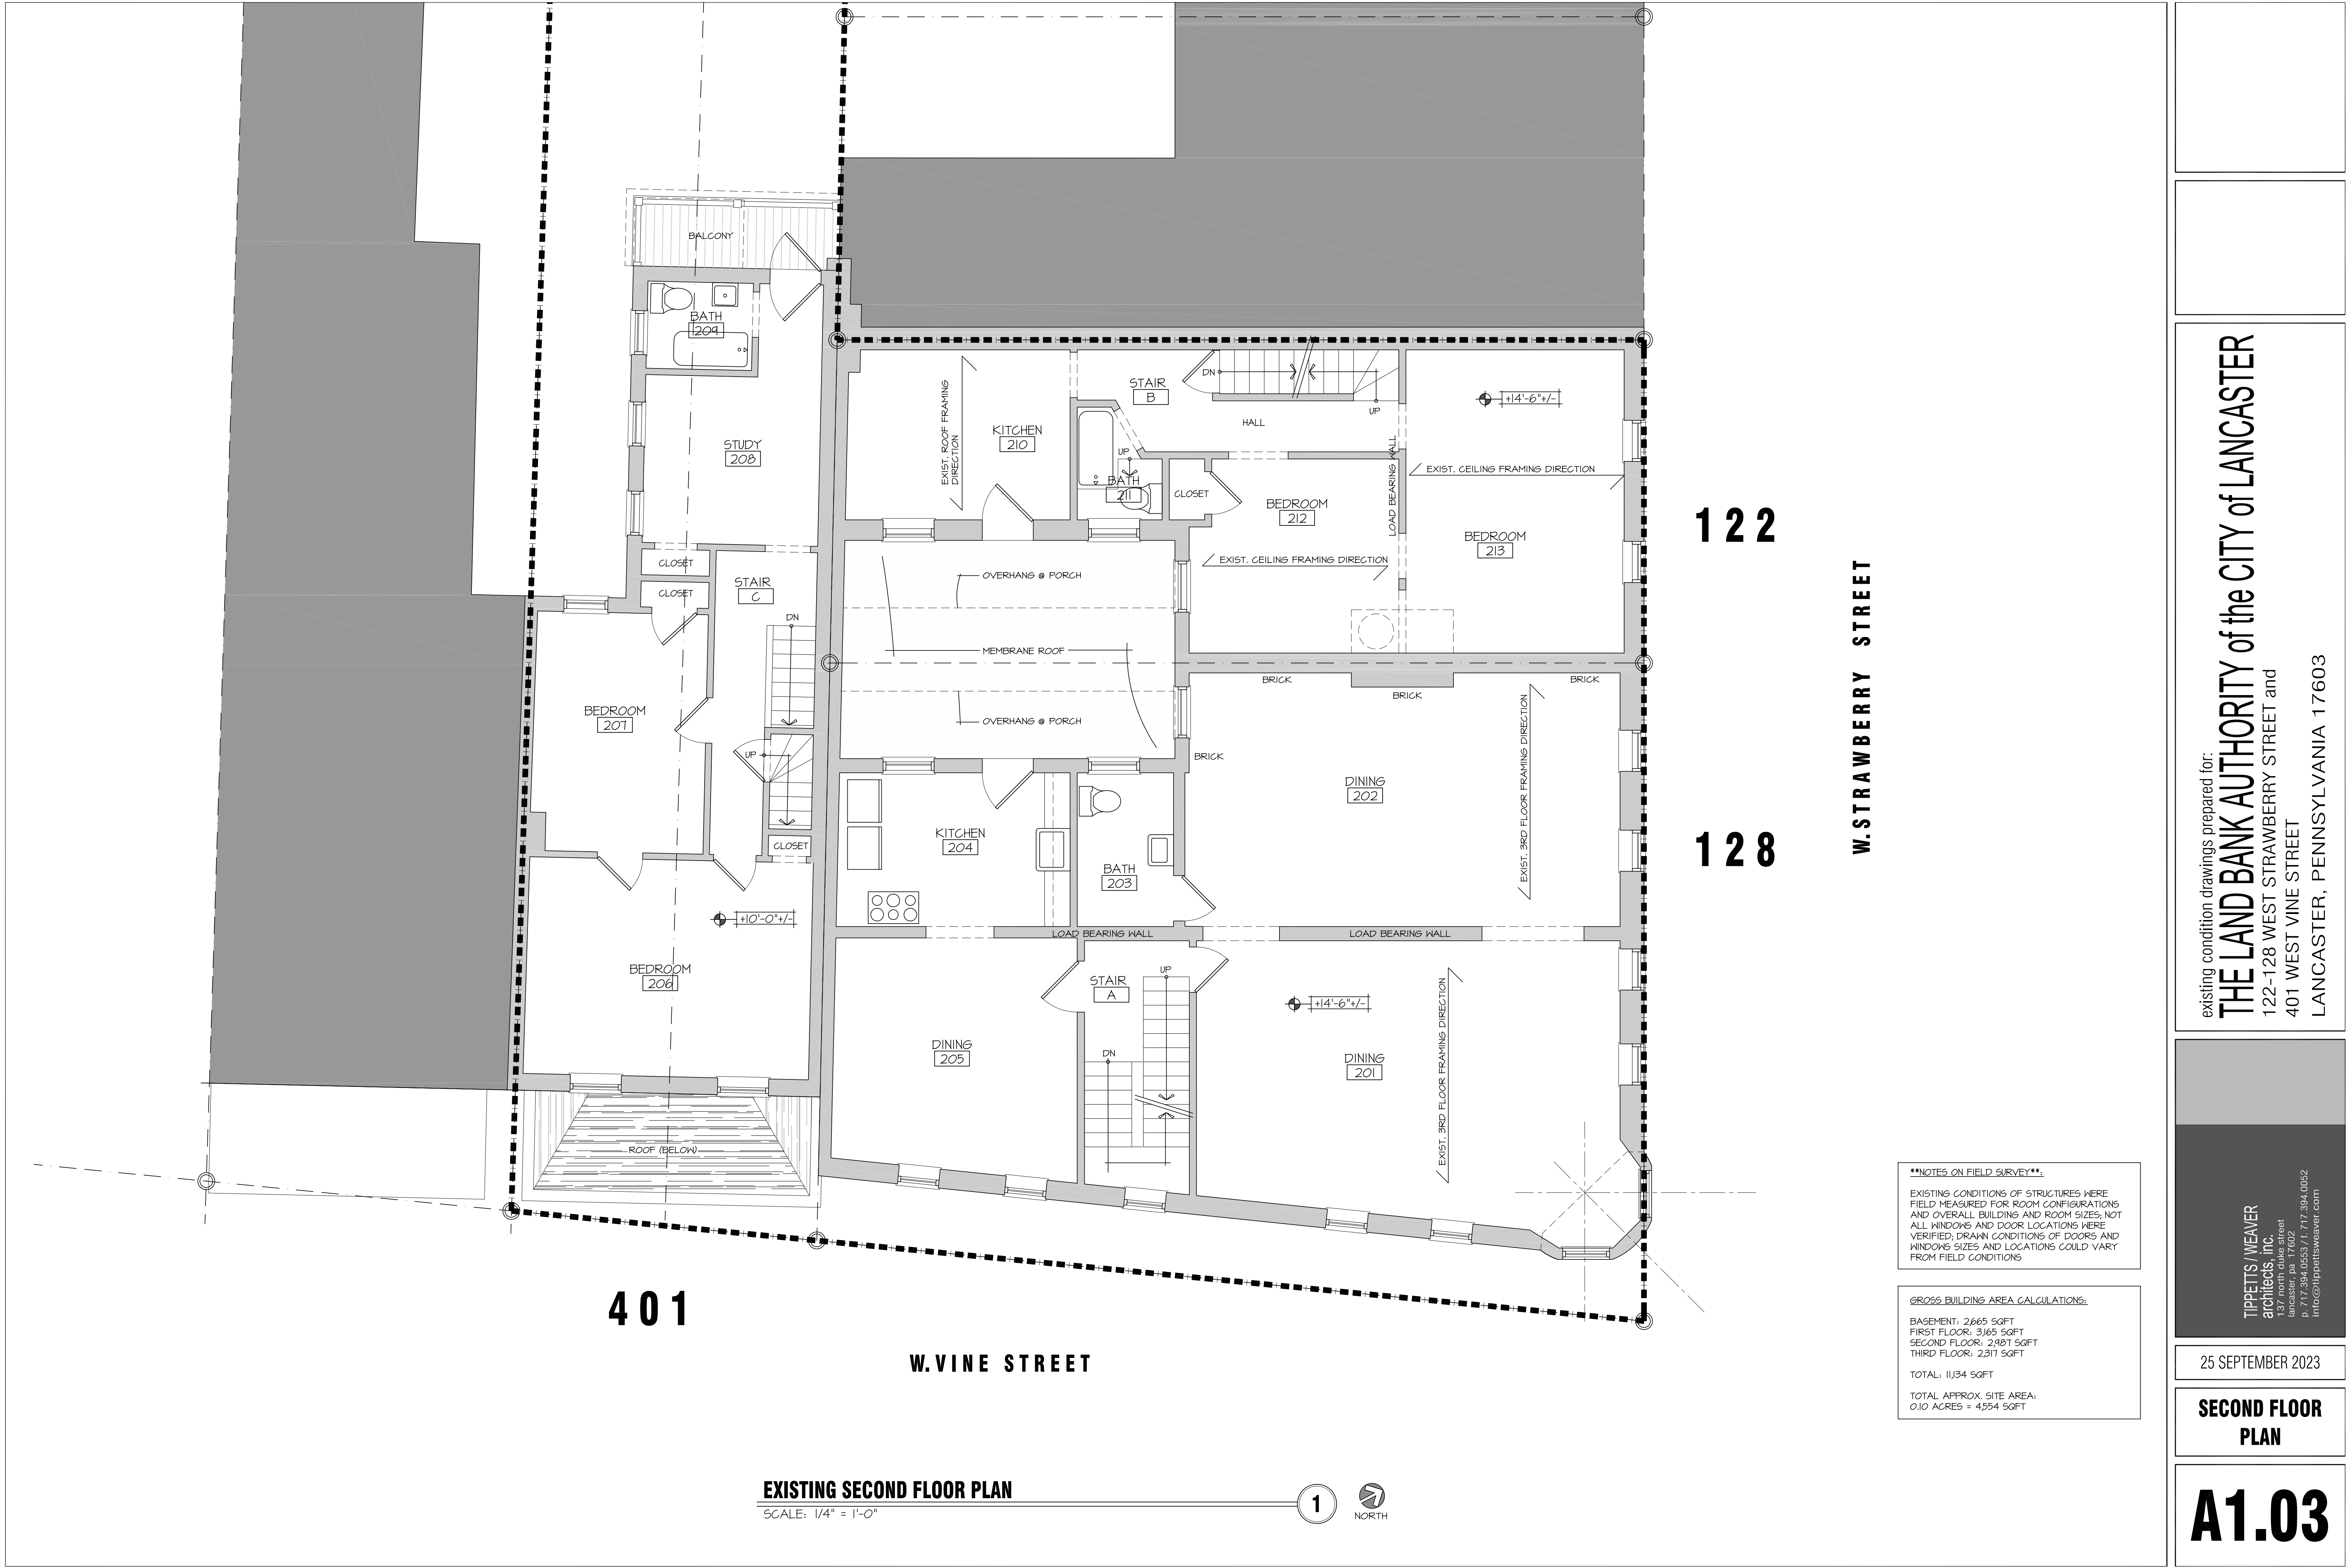 BALCONY
BATH
209
STUDY
208
CLOSET
CLOSET
STAIR
C
DN
UP
BEDROOM
207
CLOSET
+10'-0"+/-
BEDROOM
206
ROOF (BELOW)
EXIST. ROOF FRAMING
DIRECTION
KITCHEN
210
STAIR
B
DN
UP
HALL
UP
BATH
211
CLOSET
BEDROOM
212
LOAD BEARING WALL
EXIST. CEILING FRAMING DIRECTION
+14'-6"+/-
EXIST. CEILING FRAMING DIRECTION
BEDROOM
213
OVERHANG @ PORCH
MEMBRANE ROOF
OVERHANG @ PORCH
BRICK
BRICK
BRICK
BRICK
DINING
202
EXIST. 3RD FLOOR FRAMING DIRECTION
KITCHEN
204
BATH
203
LOAD BEARING WALL
LOAD BEARING WALL
STAIR
A
UP
DN
DINING
205
+14'-6"+/-
DINING
201
EXIST. 3RD FLOOR FRAMING DIRECTION
122
128
W.STRAWBERRY STREET
401
W.VINE STREET
**NOTES ON FIELD SURVEY**:
EXISTING CONDITIONS OF STRUCTURES WERE
FIELD MEASURED FOR ROOM CONFIGURATIONS
AND OVERALL BUILDING AND ROOM SIZES; NOT
ALL WINDOWS AND DOOR LOCATIONS WERE
VERIFIED; DRAWN CONDITIONS OF DOORS AND
WINDOWS SIZES AND LOCATIONS COULD VARY
FROM FIELD CONDITIONS
GROSS BUILDING AREA CALCULATIONS:
BASEMENT: 2,665 SQFT
FIRST FLOOR: 3,165 SQFT
SECOND FLOOR: 2,987 SQFT
THIRD FLOOR: 2,317 SQFT
TOTAL: 11,134 SQFT
TOTAL APPROX. SITE AREA:
0.10 ACRES = 4,554 SQFT
EXISTING SECOND FLOOR PLAN
SCALE: 1/4" = 1'-0"
1
NORTH
existing condition drawings prepared for:
THE LAND BANK AUTHORITY of the CITY of LANCASTER
122-128 WEST STRAWBERRY STREET and
401 WEST VINE STREET
LANCASTER, PENNSYLVANIA 17603
TIPPETTS / WEAVER
architects, inc.
137 north duke street
lancaster, pa 17602
p. 717.394.0553 / f. 717.394.0052
info@tippettsweaver.com
25 SEPTEMBER 2023
SECOND FLOOR
PLAN
A1.03